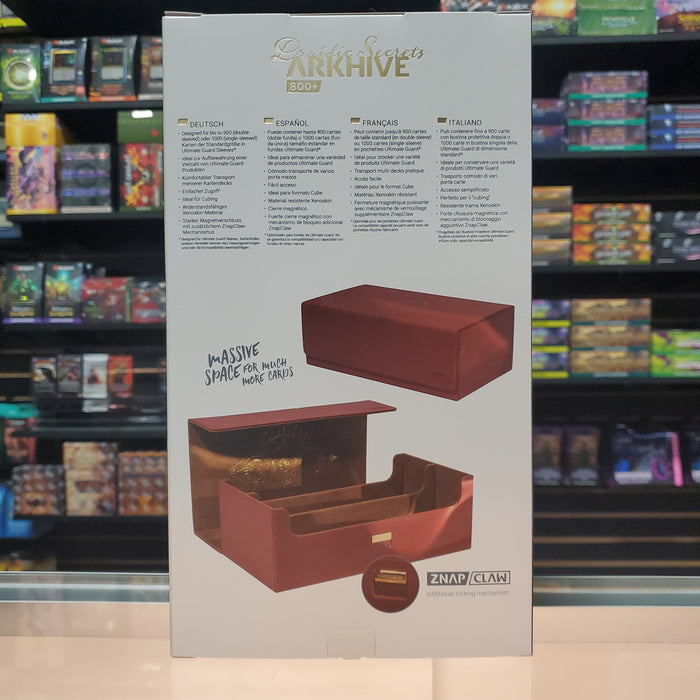 Druidic Secrets
ARKHIVE
800+
DEUTSCH
• Designed für bis zu 900 (double
sleeved) oder 1000 (single-sleeved)
Karten der Standardgröße in
Ultimate Guard Sleeves*
• Ideal zur Aufbewahrung einer
Vielzahl von Ultimate Guard
Produkten
• Komfortabler Transport
mehrerer Kartendecks
• Einfacher Zugriff
• Ideal für Cubing
• Widerstandsfähiges
Xenoskin-Material
• Starker Magnetverschluss
mit zusätzlichem ZnapClaw-
Mechanismus
ESPAÑOL
• Puede contener hasta 900 cartas
(doble funda) o 1000 cartas (fun-
da única) tamaño estándar en
fundas Ultimate Guard*
• Ideal para almacenar una variedad
de productos Ultimate Guard
• Cómodo transporte de varios
porta mazos
• Fácil acceso
• Ideal para formato Cube
• Material resistente Xenoskin
• Cierre magnético
• Fuerte cierre magnético con
mecanismo de bloqueo adicional
ZnapClaw
FRANÇAIS
• Peut contenir jusqu'à 900 cartes
de taille standard (en double sleeve)
ou 1000 cartes (en single sleeve)
en pochettes Ultimate Guard*
• Idéal pour stocker une variété
de produits Ultimate Guard
• Transport multi-decks pratique
• Accès facile
• Idéale pour le format Cube
• Matériau Xenoskin résistant
• Fermeture magnétique puissante
avec mécanisme de verrouillage
supplémentaire ZnapClaw
ITALIANO
• Può contenere fino a 900 carte
con bustina protettiva doppia o
1000 carte in bustina singola della
Ultimate Guard di dimensione
standard*
• Ideale per conservare una varietà
di prodotti Ultimate Guard
• Trasporto comodo di vari
porta carte
• Accesso semplificato
• Perfetto per il "cubing"
• Resistente trama Xenoskin
• Forte chiusura magnetica con
meccanismo di bloccaggio
aggiuntivo ZnapClaw
MASSIVE
SPACE FOR MUCH
MORE CARDS
ZNAP/CLAW
additional locking mechanism